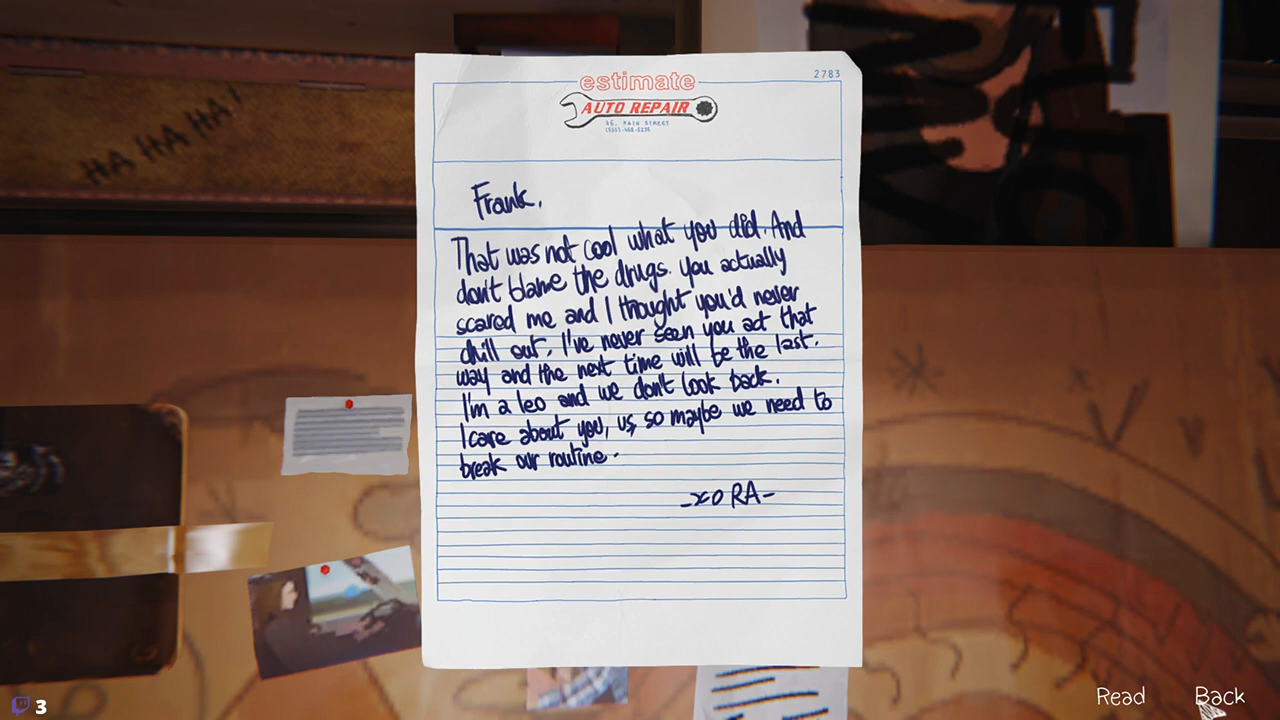 HA HA HA!
estimate
2783
AUTO REPAIR
46, MAIN STREET
Frank,
That was not cool what you did. And
don't blame the drugs. You actually
scared me and I thought you'd never
chill out. I've never seen you act that
way and the next time will be the last.
I'm a leo and we don't look back.
I care about you, us, so maybe we need to
break our routine.
-xo RA-
3
Read
Back